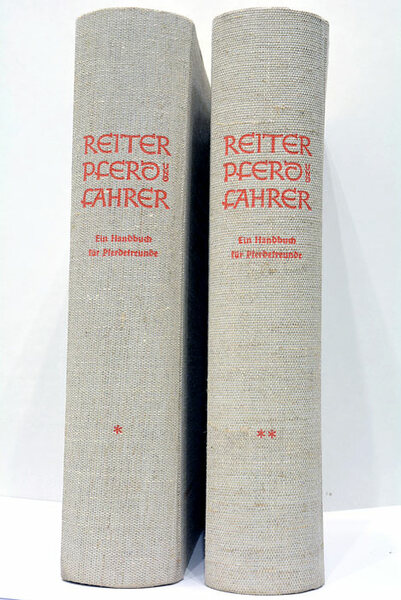 REITER
PFERD UND
FAHRER
Ein Handbuch
für Pferdefreunde
*
REITER
PFERD UND
FAHRER
Ein Handbuch
für Pferdefreunde
**